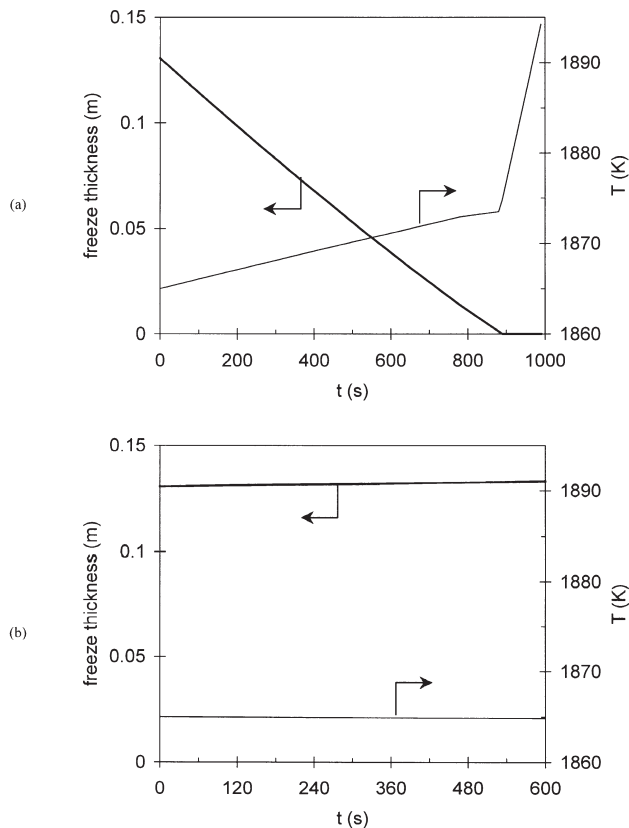 (a)
freeze thickness (m)
0.15
0.1
0.05
0
1890
1880
1870
1860
T (K)
0 200 400 600 800 1000
t (s)
(b)
freeze thickness (m)
0.15
0.1
0.05
0
1890
1880
1870
1860
T (K)
0 120 240 360 480 600
t (s)